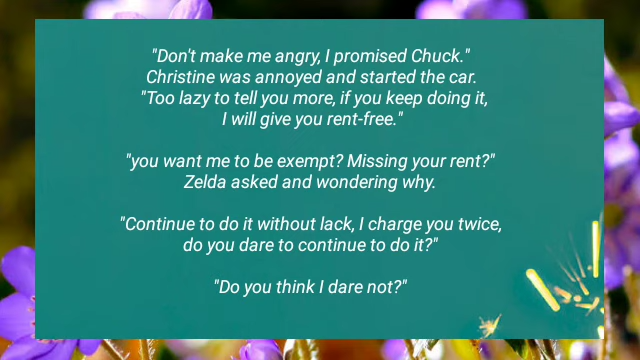 "Don't make me angry, I promised Chuck."
Christine was annoyed and started the car.
"Too lazy to tell you more, if you keep doing it,
I will give you rent-free."
"you want me to be exempt? Missing your rent?"
Zelda asked and wondering why.
"Continue to do it without lack, I charge you twice,
do you dare to continue to do it?"
"Do you think I dare not?"